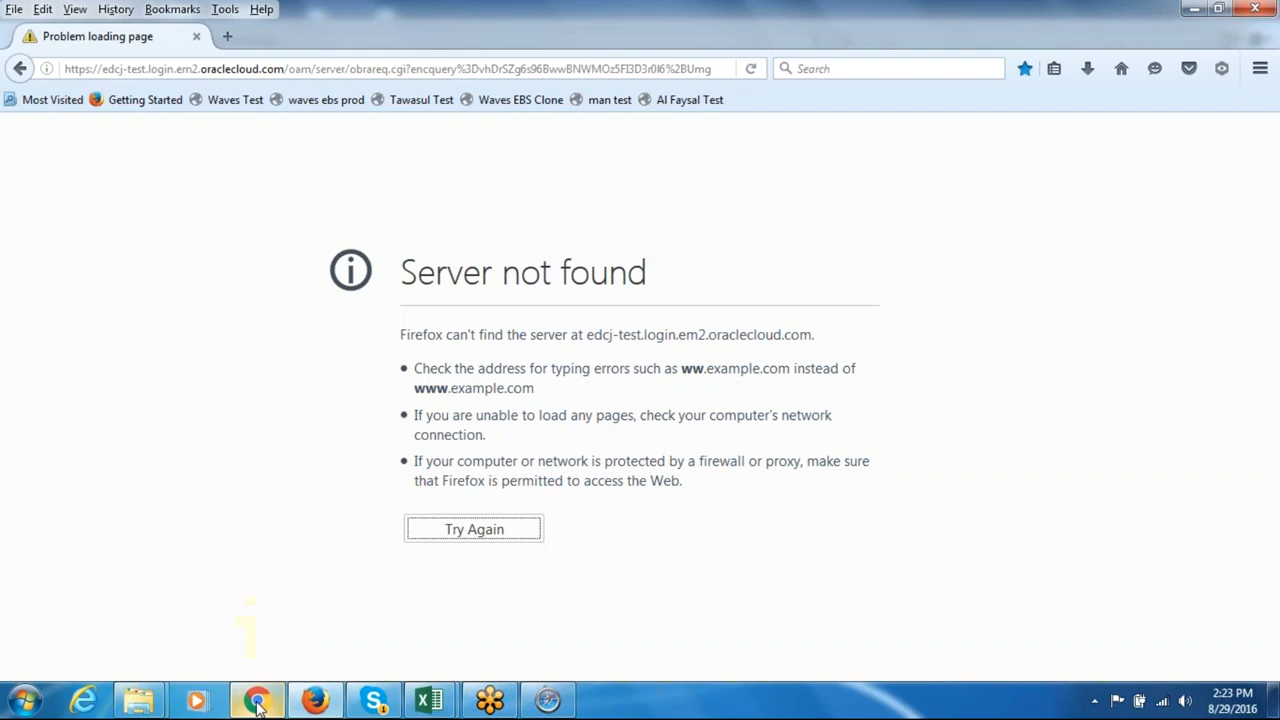 File Edit View History Bookmarks Tools Help
Problem loading page
https://edcj-test.login.em2.oraclecloud.com/oam/server/obrareq.cgi?encquery%3DvhDrSZg6s96BwwBNWMOz5FI3D3r0I6%2BUmg
Search
Most Visited Getting Started Waves Test waves ebs prod Tawasul Test Waves EBS Clone man test Al Faysal Test
Server not found
Firefox can't find the server at edcj-test.login.em2.oraclecloud.com.
Check the address for typing errors such as ww.example.com instead of
www.example.com
If you are unable to load any pages, check your computer's network
connection.
If your computer or network is protected by a firewall or proxy, make sure
that Firefox is permitted to access the Web.
Try Again
i
1
2:23 PM
8/29/2016